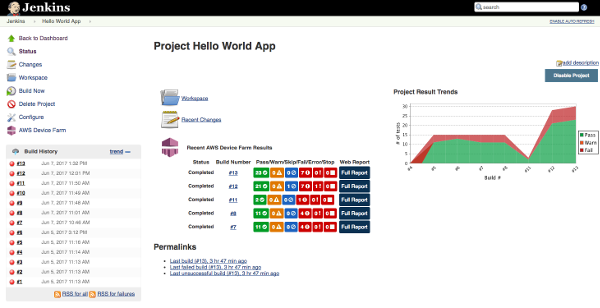 Jenkins
search
Jenkins
Hello World App
ENABLE AUTO REFRESH
Back to Dashboard
Status
Changes
Workspace
Build Now
Delete Project
Configure
AWS Device Farm
Build History
trend
#13 Jun 7, 2017 1:32 PM
#12 Jun 7, 2017 12:01 PM
#11 Jun 7, 2017 11:50 AM
#10 Jun 7, 2017 11:49 AM
#9 Jun 7, 2017 11:48 AM
#8 Jun 7, 2017 11:01 AM
#7 Jun 7, 2017 10:46 AM
#6 Jun 5, 2017 3:12 PM
#5 Jun 5, 2017 11:15 AM
#4 Jun 5, 2017 11:14 AM
#3 Jun 5, 2017 11:13 AM
#2 Jun 5, 2017 11:13 AM
#1 Jun 5, 2017 11:11 AM
RSS for all
RSS for failures
Project Hello World App
add description
Disable Project
Workspace
Recent Changes
Recent AWS Device Farm Results
Status Build Number Pass/Warn/Skip/Fail/Error/Stop Web Report
Completed #13 23 0 0 7 0 0 Full Report
Completed #12 21 0 0 7 1 0 Full Report
Completed #11 2 0 0 1 0 0 Full Report
Completed #8 11 0 0 4 0 0 Full Report
Completed #7 11 0 0 4 0 0 Full Report
Permalinks
Last build (#13), 3 hr 47 min ago
Last failed build (#13), 3 hr 47 min ago
Last unsuccessful build (#13), 3 hr 47 min ago
Project Result Trends
# of tests
30
25
20
15
10
5
0
#4 #5 #6 #7 #8 #11 #12 #13
Build #
Pass
Warn
Fail